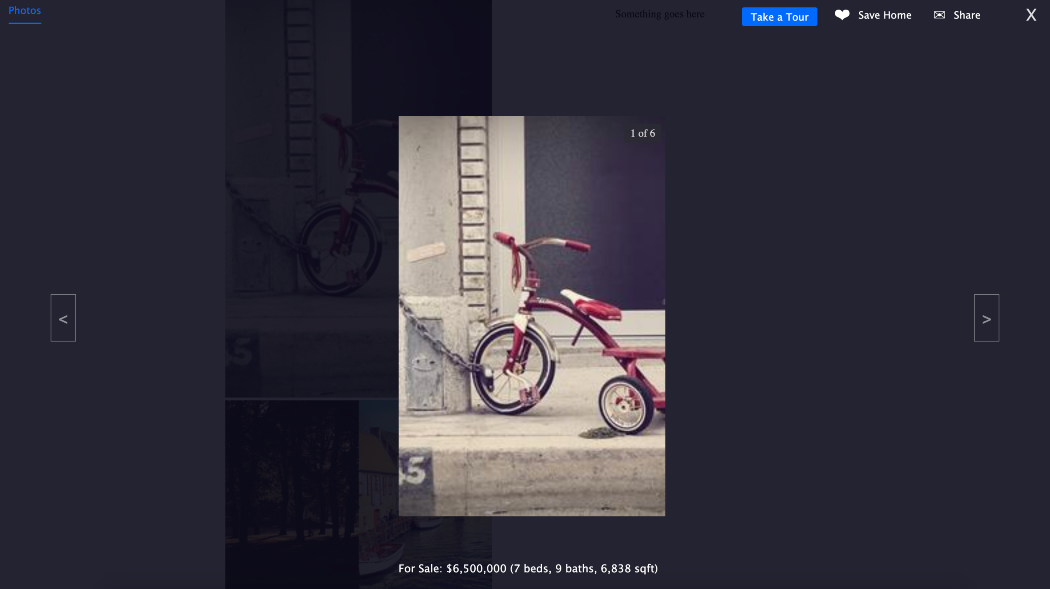 Photos
Something goes here
Take a Tour
Save Home
Share
X
1 of 6
<
>
5
5
For Sale: $6,500,000 (7 beds, 9 baths, 6,838 sqft)